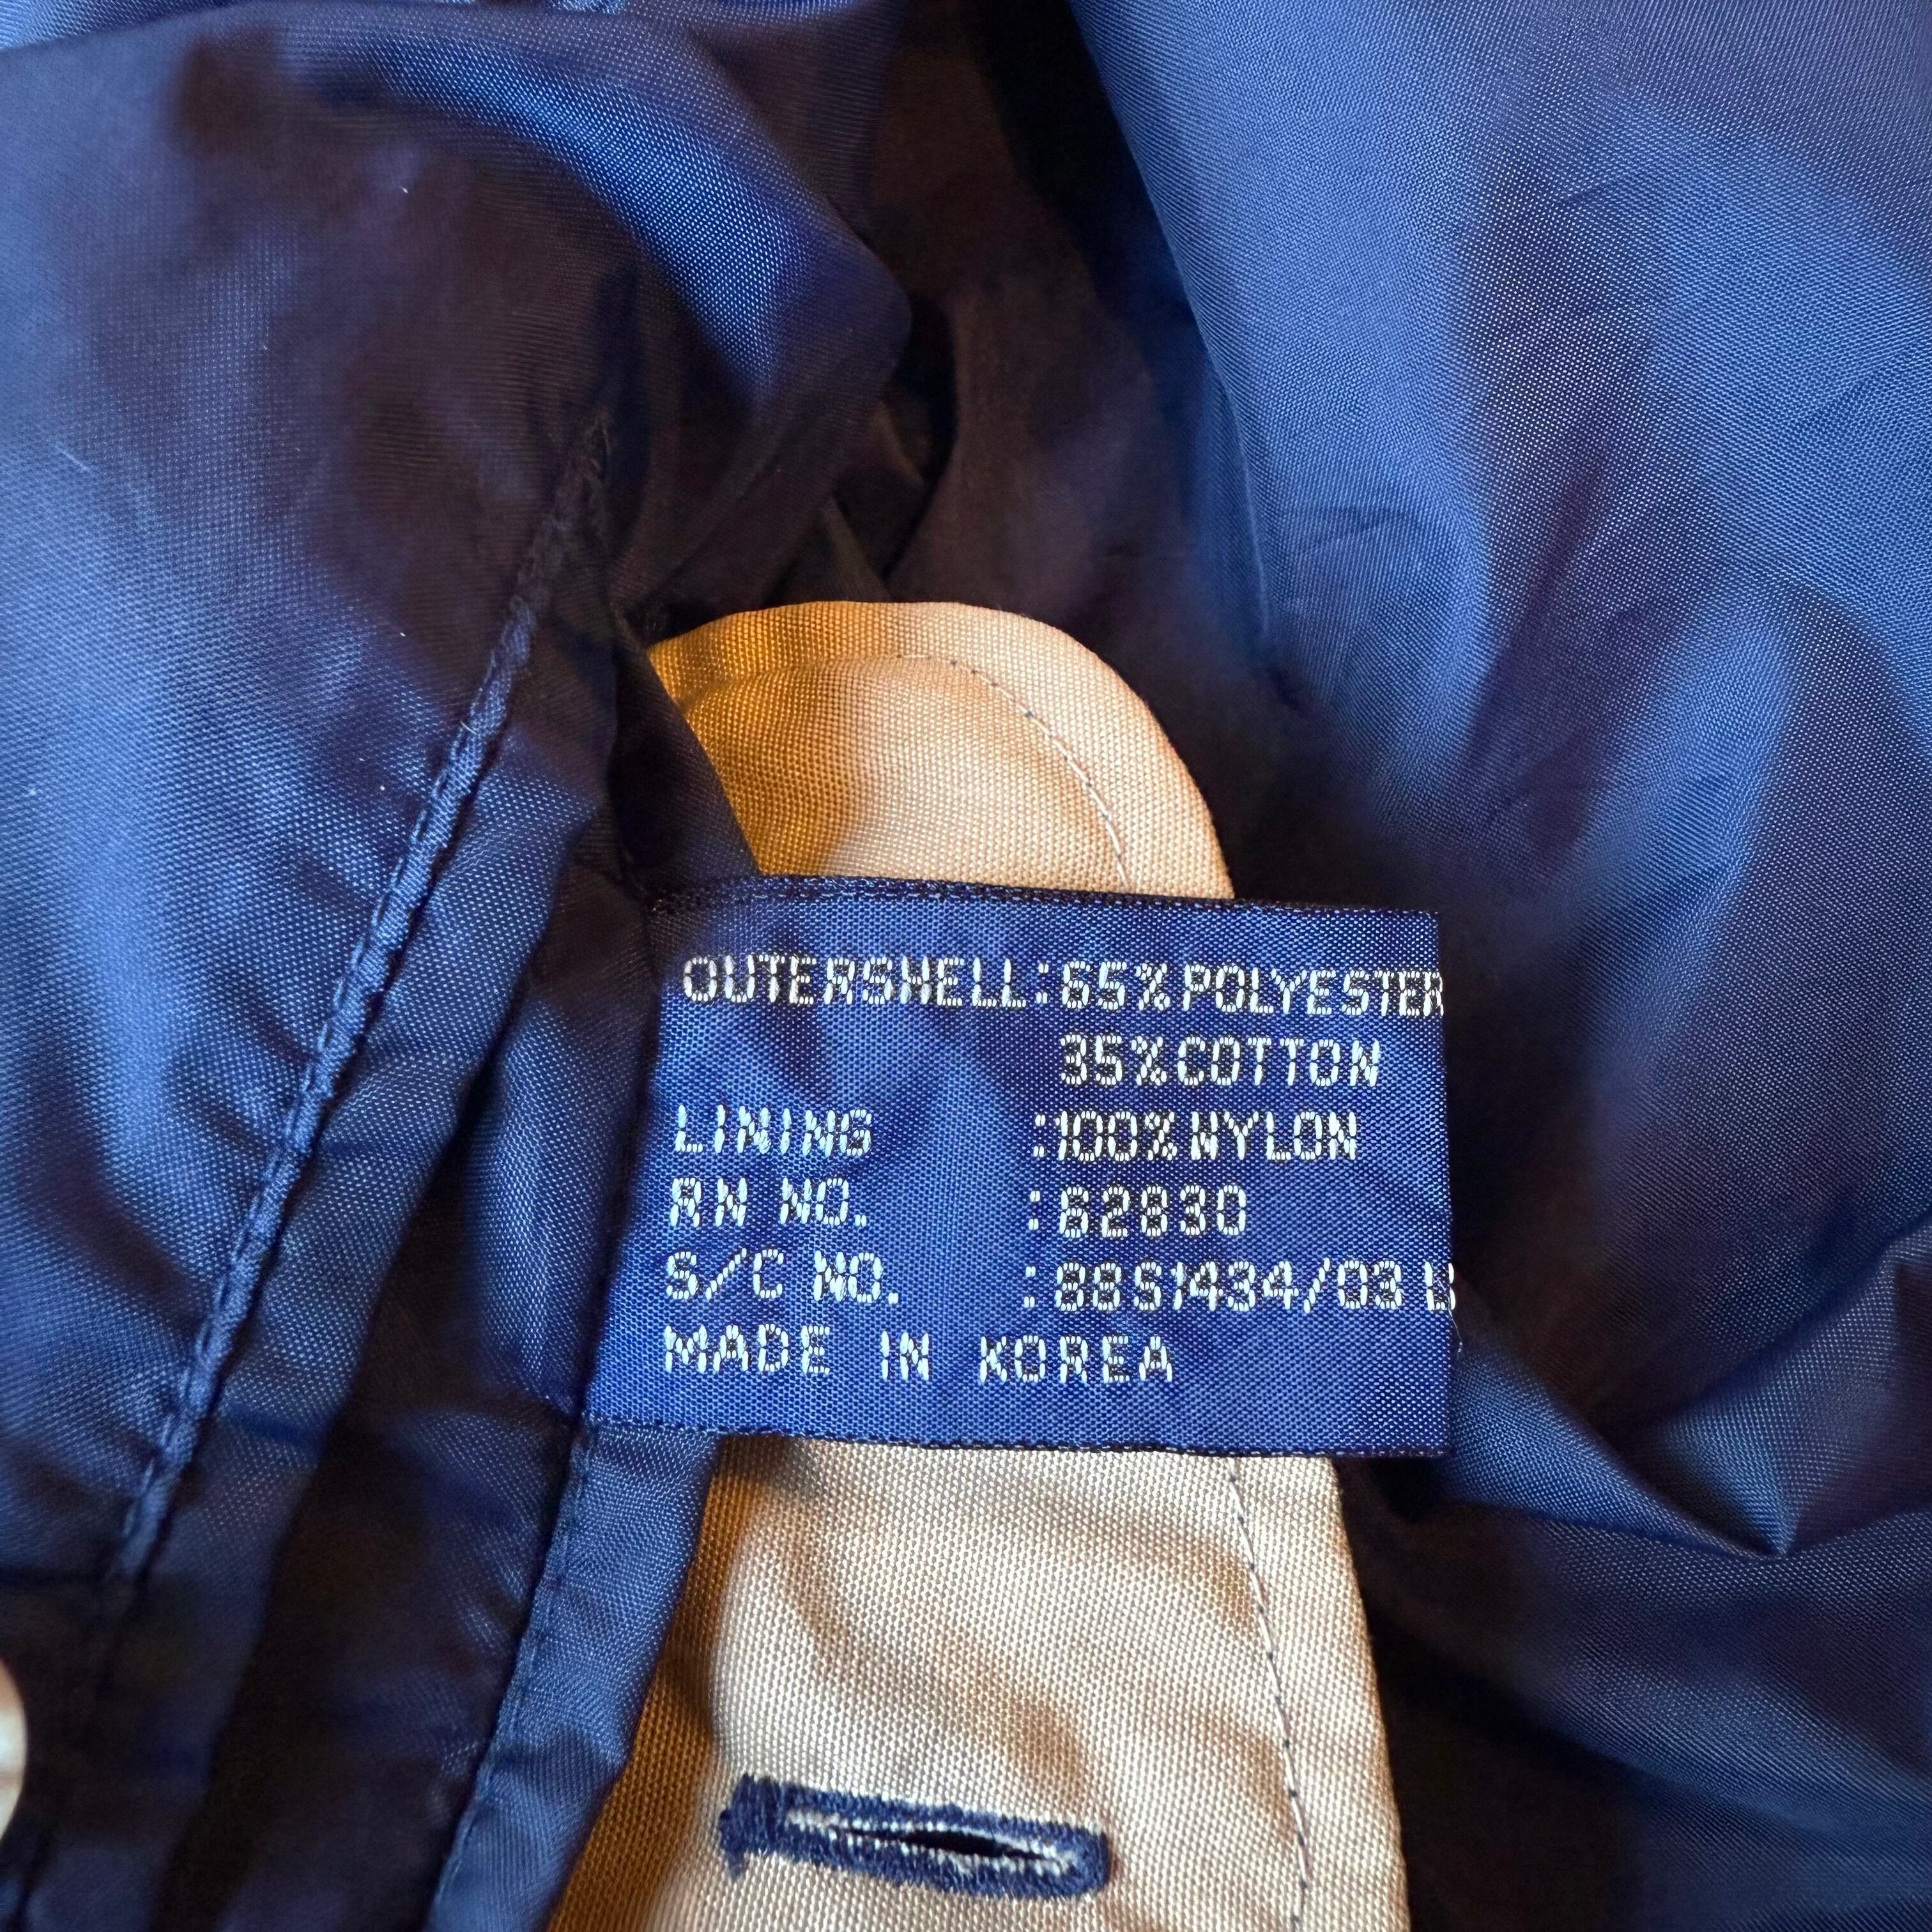 OUTERSHELL:65% POLYESTER
35% COTTON
LINING :100% NYLON
RN NO. :62830
S/C NO. :88S1434/03
MADE IN KOREA